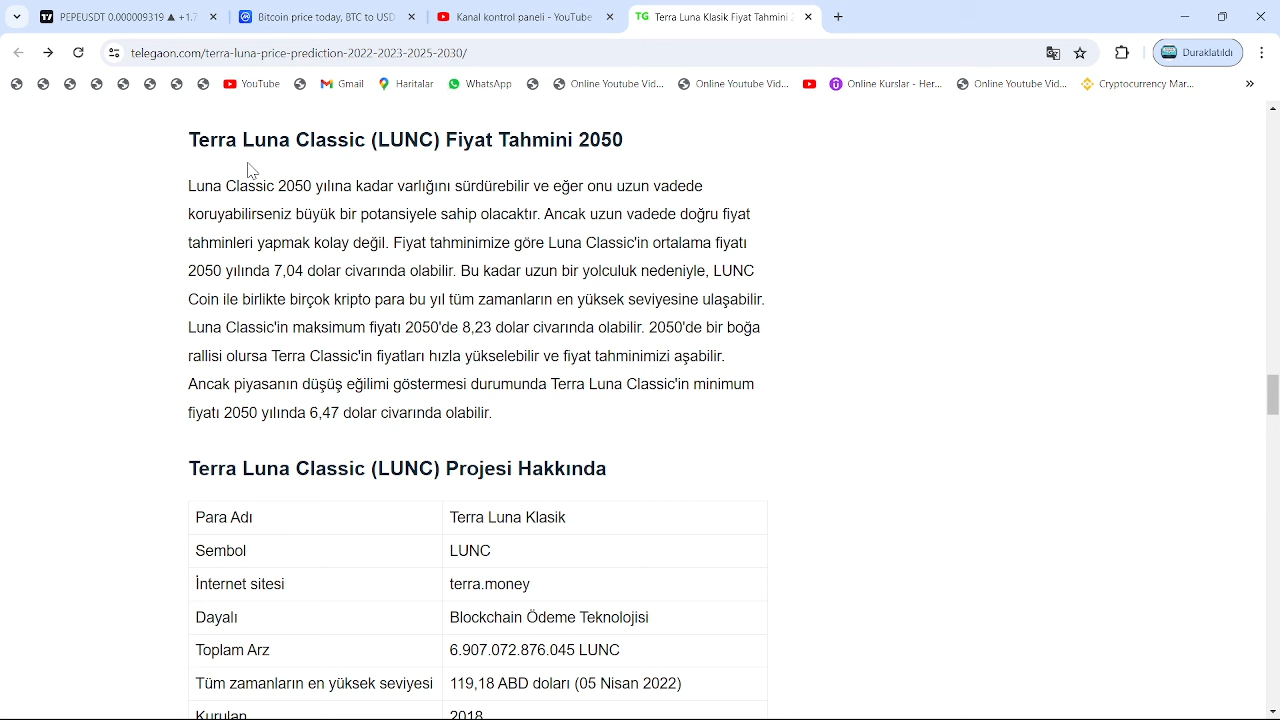 PEPEUSDT 0.000009319 ▲ +1.7
Bitcoin price today, BTC to USD
Kanal kontrol paneli - YouTube
TG Terra Luna Klasik Fiyat Tahmini
telegaon.com/terra-luna-price-prediction-2022-2023-2025-2030/
Duraklatıldı
YouTube
Gmail
Haritalar
WhatsApp
Online Youtube Vid...
Online Youtube Vid...
Online Kurslar - Her...
Online Youtube Vid...
Cryptocurrency Mar...
Terra Luna Classic (LUNC) Fiyat Tahmini 2050
Luna Classic 2050 yılına kadar varlığını sürdürebilir ve eğer onu uzun vadede
koruyabilirseniz büyük bir potansiyele sahip olacaktır. Ancak uzun vadede doğru fiyat
tahminleri yapmak kolay değil. Fiyat tahminimize göre Luna Classic'in ortalama fiyatı
2050 yılında 7,04 dolar civarında olabilir. Bu kadar uzun bir yolculuk nedeniyle, LUNC
Coin ile birlikte birçok kripto para bu yıl tüm zamanların en yüksek seviyesine ulaşabilir.
Luna Classic'in maksimum fiyatı 2050'de 8,23 dolar civarında olabilir. 2050'de bir boğa
rallisi olursa Terra Classic'in fiyatları hızla yükselebilir ve fiyat tahminimizi aşabilir.
Ancak piyasanın düşüş eğilimi göstermesi durumunda Terra Luna Classic'in minimum
fiyatı 2050 yılında 6,47 dolar civarında olabilir.
Terra Luna Classic (LUNC) Projesi Hakkında
Para Adı Terra Luna Klasik
Sembol LUNC
İnternet sitesi terra.money
Dayalı Blockchain Ödeme Teknolojisi
Toplam Arz 6.907.072.876.045 LUNC
Tüm zamanların en yüksek seviyesi 119,18 ABD doları (05 Nisan 2022)
Kurulan 2018